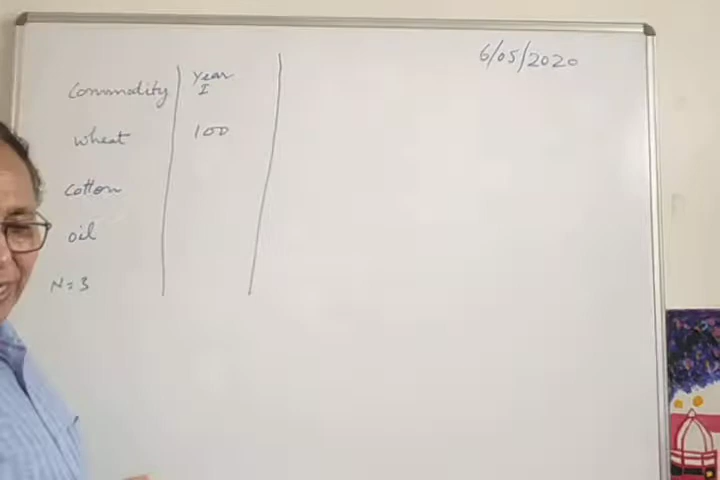 6/05/2020
Commodity Year I
wheat 100
cotton
oil
N=3